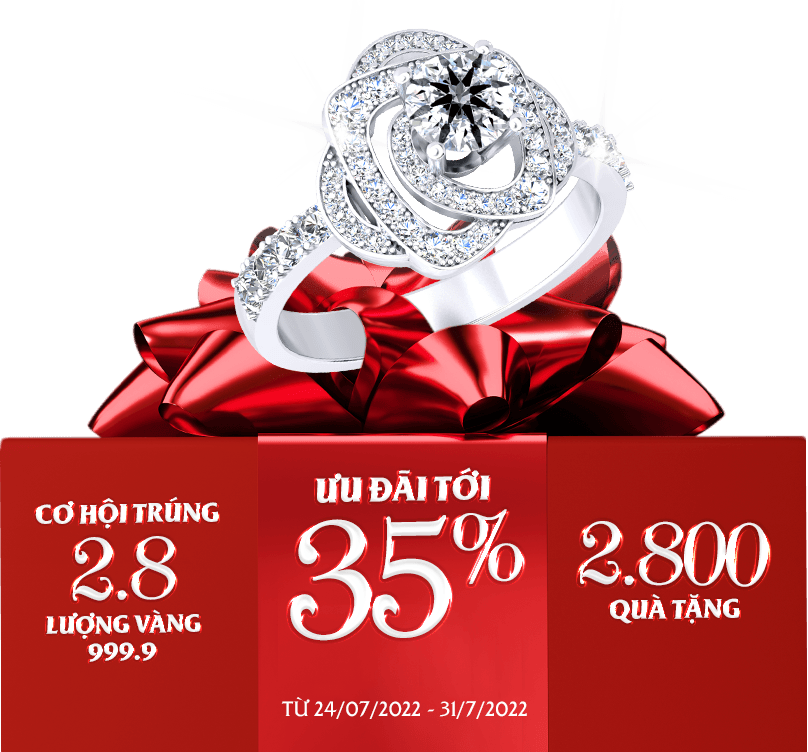 CƠ HỘI TRÚNG
2.8
LƯỢNG VÀNG
999.9
ƯU ĐÃI TỚI
35%
TỪ 24/07/2022 - 31/7/2022
2.800
QUÀ TẶNG